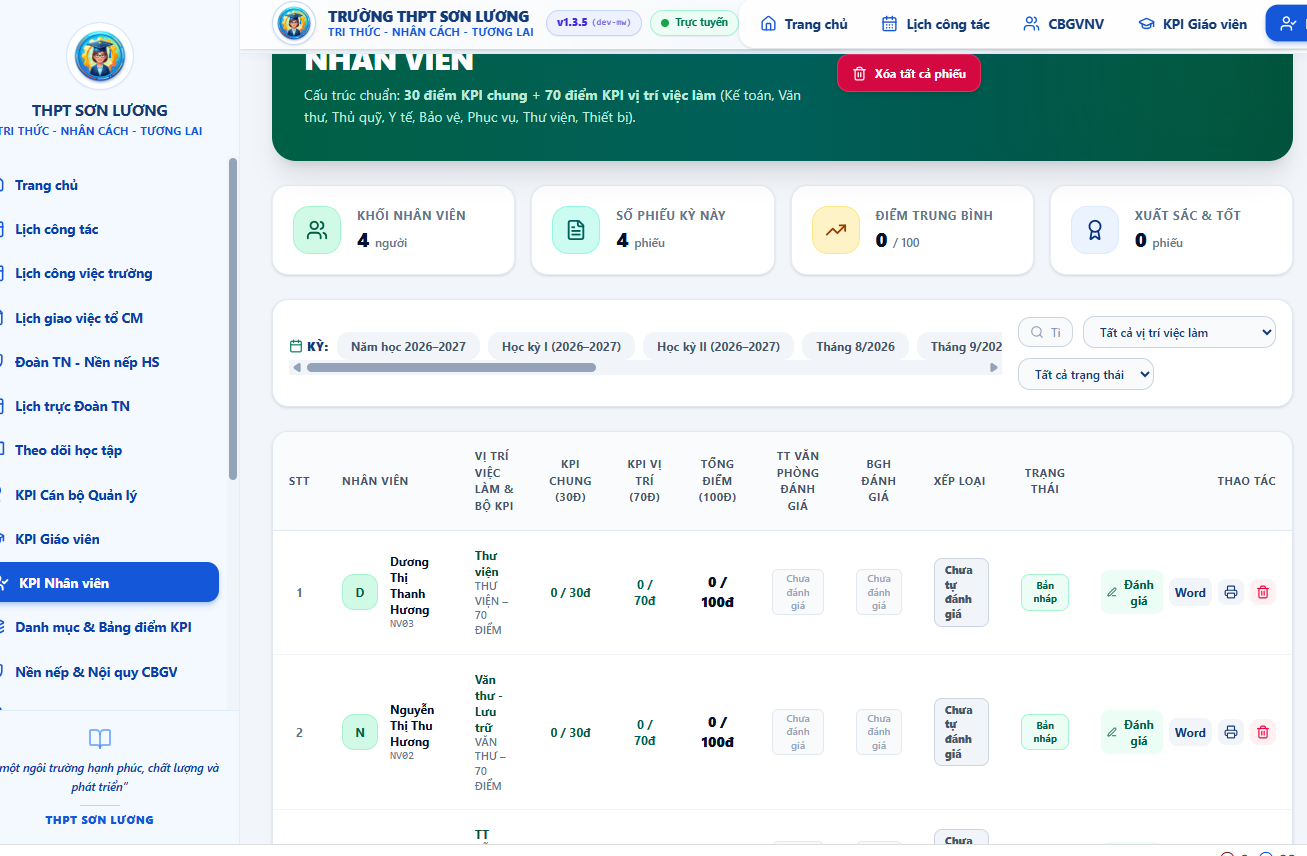 THPT SƠN LƯƠNG
TRI THỨC - NHÂN CÁCH - TƯƠNG LAI
Trang chủ
Lịch công tác
Lịch công việc trường
Lịch giao việc tổ CM
Đoàn TN - Nền nếp HS
Lịch trực Đoàn TN
Theo dõi học tập
KPI Cán bộ Quản lý
KPI Giáo viên
KPI Nhân viên
Danh mục & Bảng điểm KPI
Nền nếp & Nội quy CBGV
một ngôi trường hạnh phúc, chất lượng và
phát triển”
THPT SƠN LƯƠNG
TRƯỜNG THPT SƠN LƯƠNG
TRI THỨC - NHÂN CÁCH - TƯƠNG LAI
v1.3.5 (dev-mw)
Trực tuyến
Trang chủ
Lịch công tác
CBGVNV
KPI Giáo viên
NHÂN VIÊN
Cấu trúc chuẩn: 30 điểm KPI chung + 70 điểm KPI vị trí việc làm (Kế toán, Văn
thư, Thủ quỹ, Y tế, Bảo vệ, Phục vụ, Thư viện, Thiết bị).
Xóa tất cả phiếu
KHỐI NHÂN VIÊN
4 người
SỐ PHIẾU KỲ NÀY
4 phiếu
ĐIỂM TRUNG BÌNH
0 / 100
XUẤT SẮC & TỐT
0 phiếu
KỲ:
Năm học 2026–2027
Học kỳ I (2026–2027)
Học kỳ II (2026–2027)
Tháng 8/2026
Tháng 9/202
Tì
Tất cả vị trí việc làm
Tất cả trạng thái
STT
NHÂN VIÊN
VỊ TRÍ
VIỆC
LÀM &
BỘ KPI
KPI
CHUNG
(30Đ)
KPI VỊ
TRÍ
(70Đ)
TỔNG
ĐIỂM
(100Đ)
TT VĂN
PHÒNG
ĐÁNH
GIÁ
BGH
ĐÁNH
GIÁ
XẾP LOẠI
TRẠNG
THÁI
THAO TÁC
1
D
Dương
Thị
Thanh
Hương
NV03
Thư
viện
THƯ
VIỆN –
70
ĐIỂM
0 / 30đ
0 /
70đ
0 /
100đ
Chưa
đánh
giá
Chưa
đánh
giá
Chưa
tự
đánh
giá
Bản
nháp
Đánh
giá
Word
2
N
Nguyễn
Thị Thu
Hương
NV02
Văn
thư -
Lưu
trữ
VĂN
THƯ –
70
ĐIỂM
0 / 30đ
0 /
70đ
0 /
100đ
Chưa
đánh
giá
Chưa
đánh
giá
Chưa
tự
đánh
giá
Bản
nháp
Đánh
giá
Word
TT
Chưa